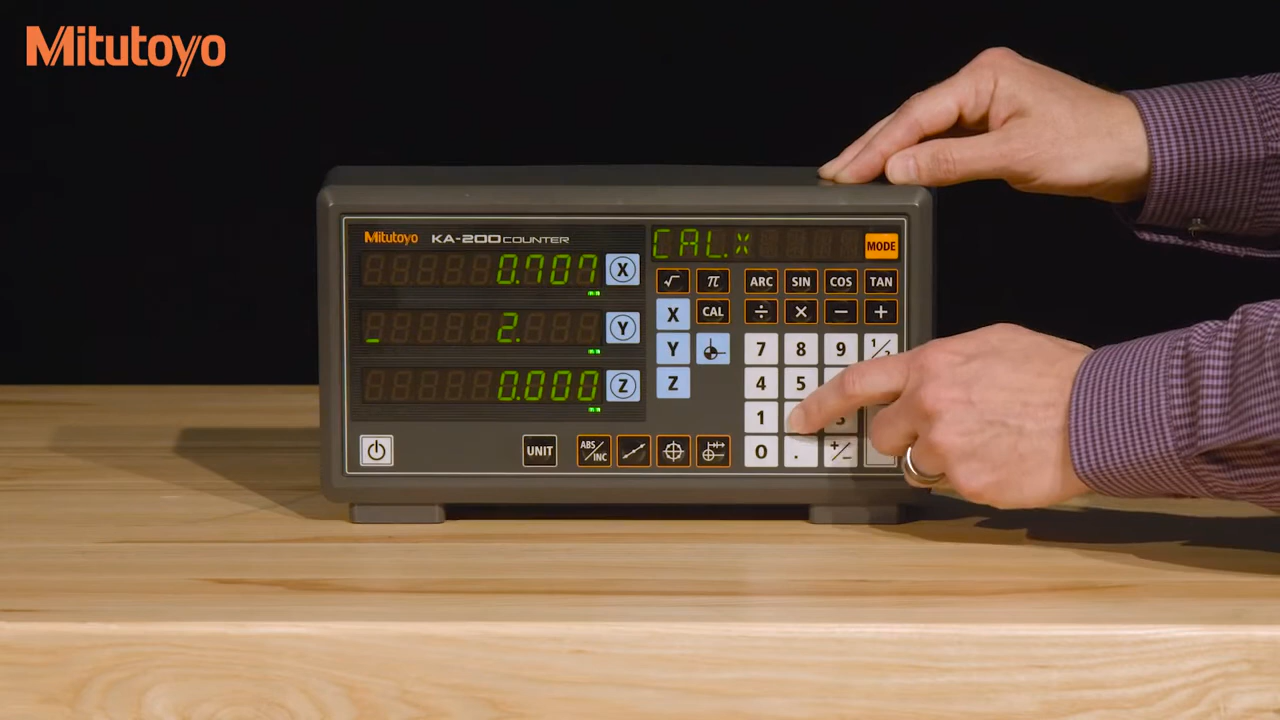 Mitutoyo
Mitutoyo KA-200 COUNTER
CAL.X
MODE
0.707 X
√ π ARC SIN COS TAN
X CAL ÷ × − +
_ 2. Y
Y 7 8 9 1/2
0.000 Z
Z 4 5
1 3
UNIT ABS/INC 0 . +/−